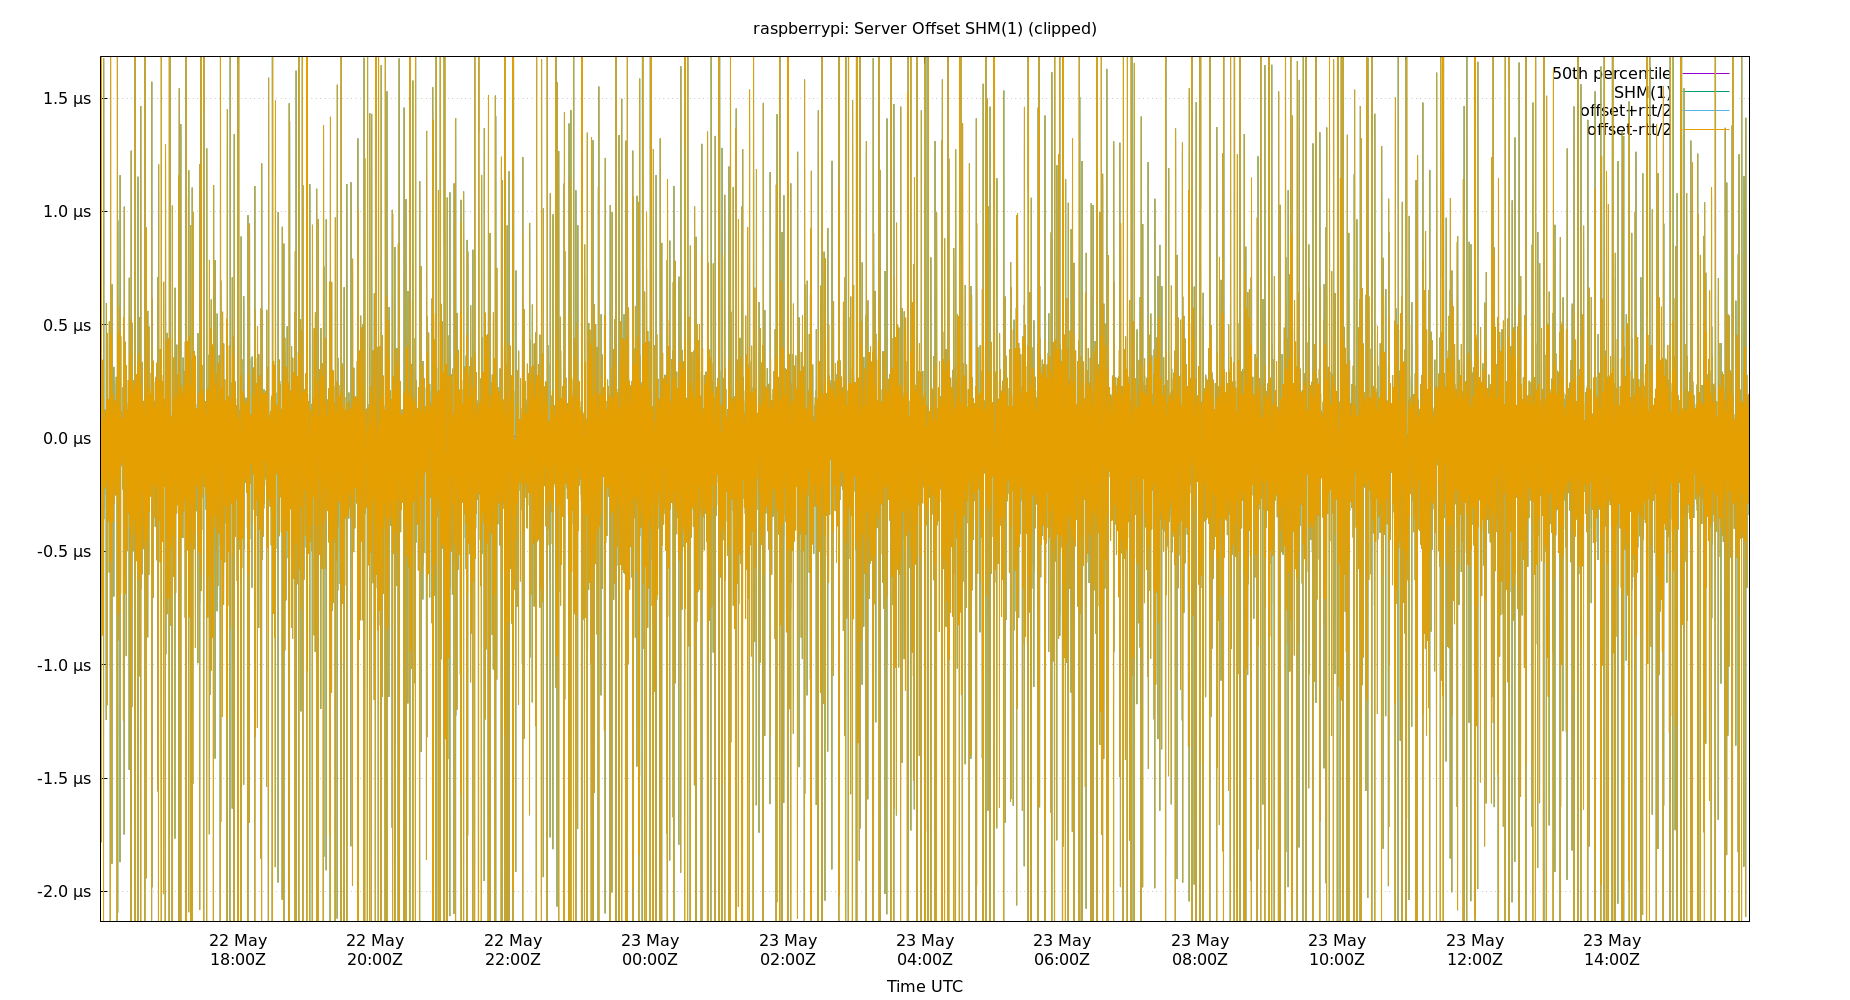 raspberrypi: Server Offset SHM(1) (clipped)
50th percentile
SHM(1)
offset+rtt/2
offset-rtt/2
1.5 µs
1.0 µs
0.5 µs
0.0 µs
-0.5 µs
-1.0 µs
-1.5 µs
-2.0 µs
22 May 22 May 22 May 23 May 23 May 23 May 23 May 23 May 23 May 23 May 23 May
18:00Z 20:00Z 22:00Z 00:00Z 02:00Z 04:00Z 06:00Z 08:00Z 10:00Z 12:00Z 14:00Z
Time UTC